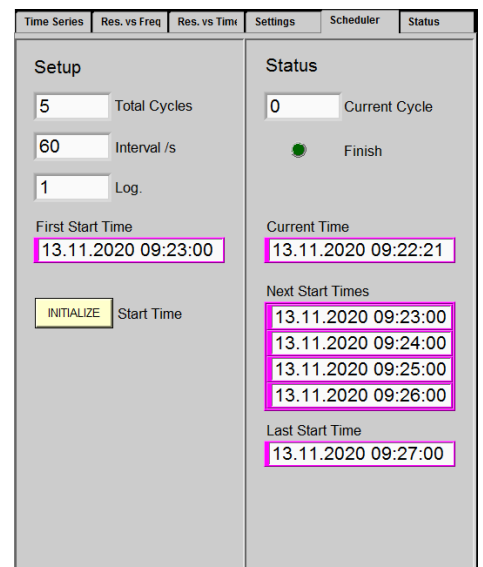 Time Series Res. vs Freq Res. vs Time Settings Scheduler Status
Setup
5 Total Cycles
60 Interval /s
1 Log.
First Start Time
13.11.2020 09:23:00
INITIALIZE Start Time
Status
0 Current Cycle
Finish
Current Time
13.11.2020 09:22:21
Next Start Times
13.11.2020 09:23:00
13.11.2020 09:24:00
13.11.2020 09:25:00
13.11.2020 09:26:00
Last Start Time
13.11.2020 09:27:00